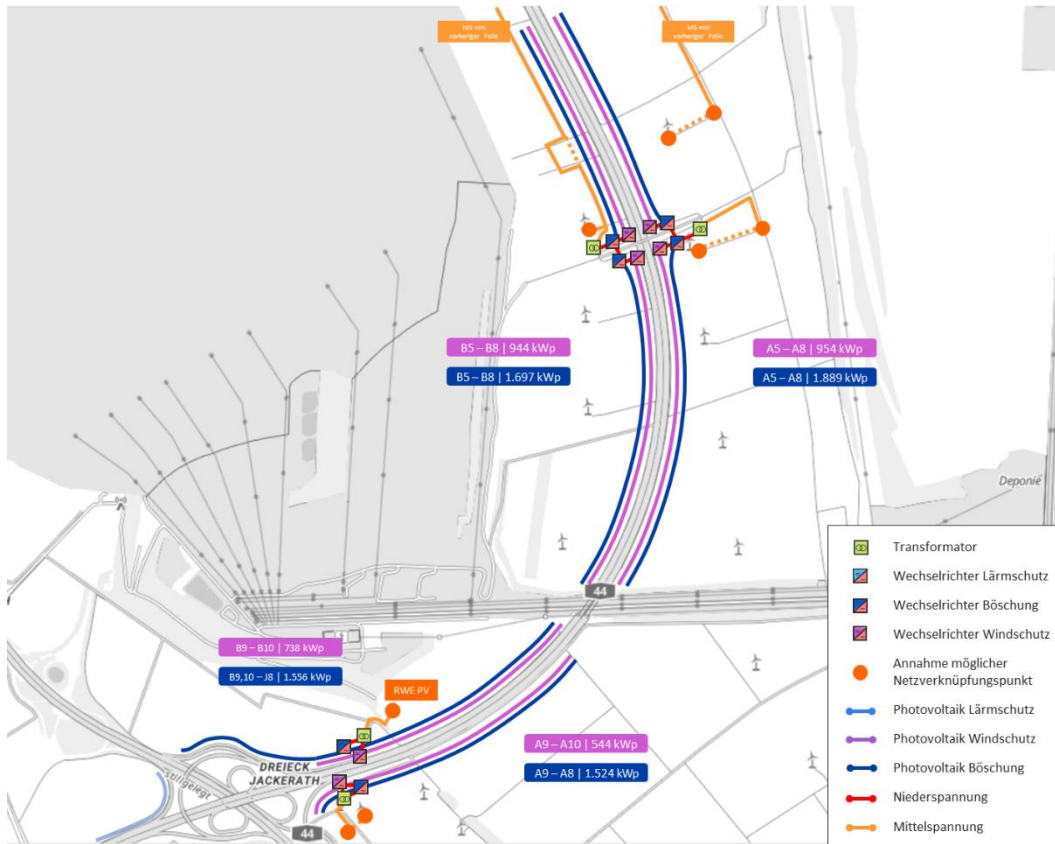 MS von
vorheriger Folie
MS von
vorheriger Folie
B5 – B8 | 944 kWp
B5 – B8 | 1.697 kWp
A5 – A8 | 954 kWp
A5 – A8 | 1.889 kWp
Deponie
44
B9 – B10 | 738 kWp
B9,10 – J8 | 1.556 kWp
RWE PV
A9 – A10 | 544 kWp
A9 – A8 | 1.524 kWp
DREIECK
JACKERATH
stillgelegt
44
Transformator
Wechselrichter Lärmschutz
Wechselrichter Böschung
Wechselrichter Windschutz
Annahme möglicher
Netzverknüpfungspunkt
Photovoltaik Lärmschutz
Photovoltaik Windschutz
Photovoltaik Böschung
Niederspannung
Mittelspannung